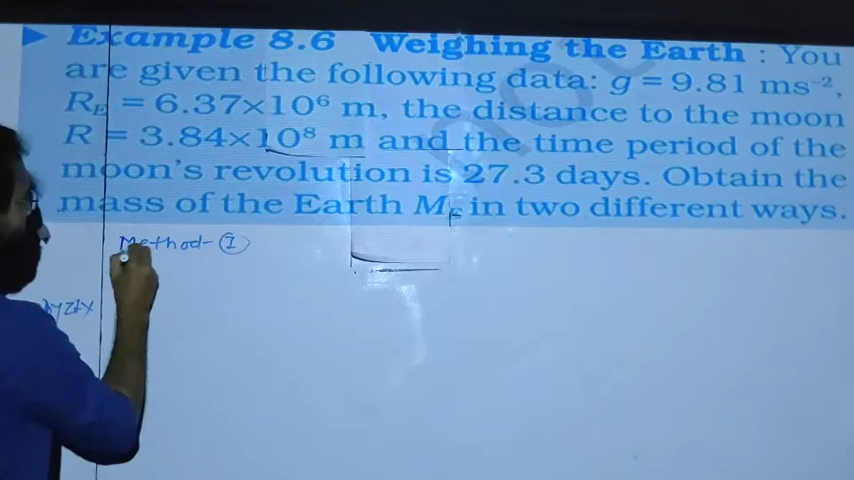 Example 8.6 Weighing the Earth : You
are given the following data: g = 9.81 ms⁻²,
R_E = 6.37×10⁶ m, the distance to the moon
R = 3.84×10⁸ m and the time period of the
moon's revolution is 27.3 days. Obtain the
mass of the Earth M_E in two different ways.
Method-①